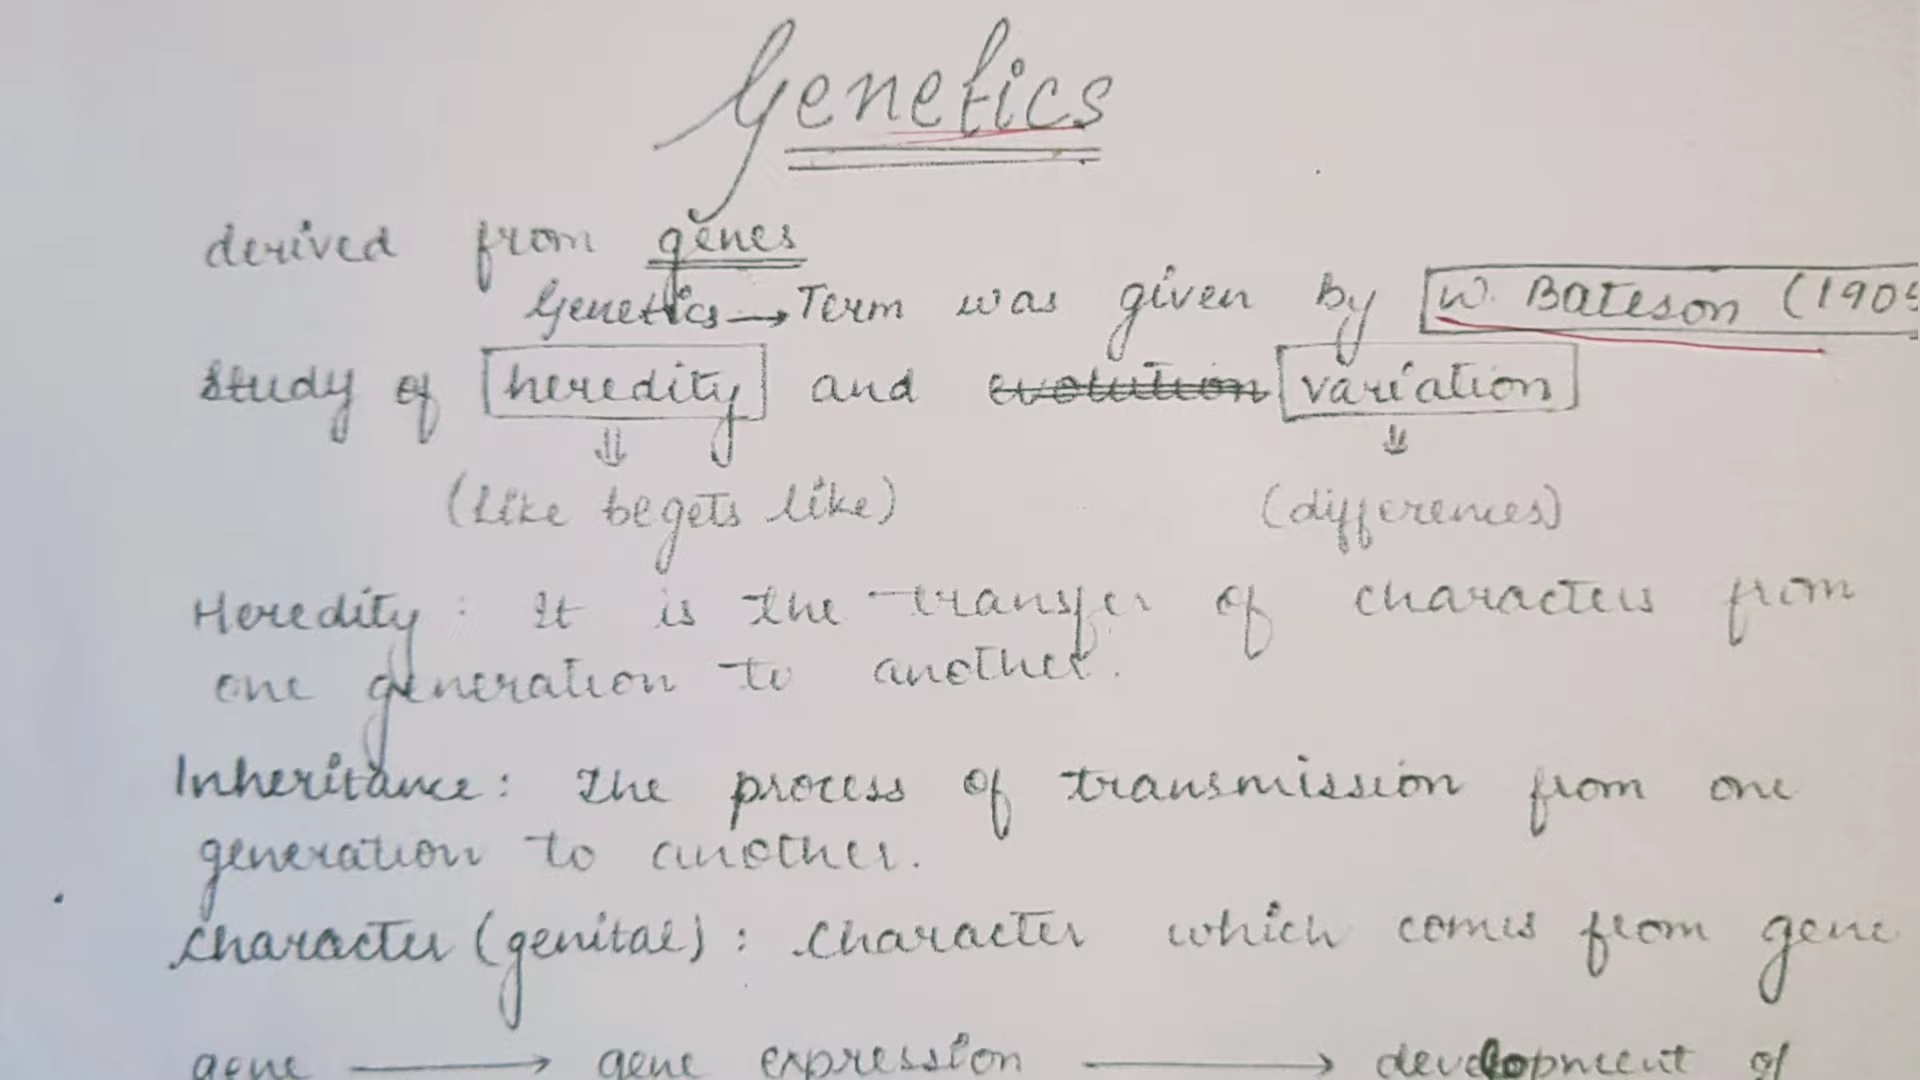 Genetics
derived from genes
Genetics → Term was given by W. Bateson (1905
Study of heredity and evolution variation
⇓ ⇓
(like begets like) (differences)
Heredity : It is the transfer of characters from
one generation to another.
Inheritance : The process of transmission from one
generation to another.
Character (genital) : Character which comes from gene
gene → gene expression → development of